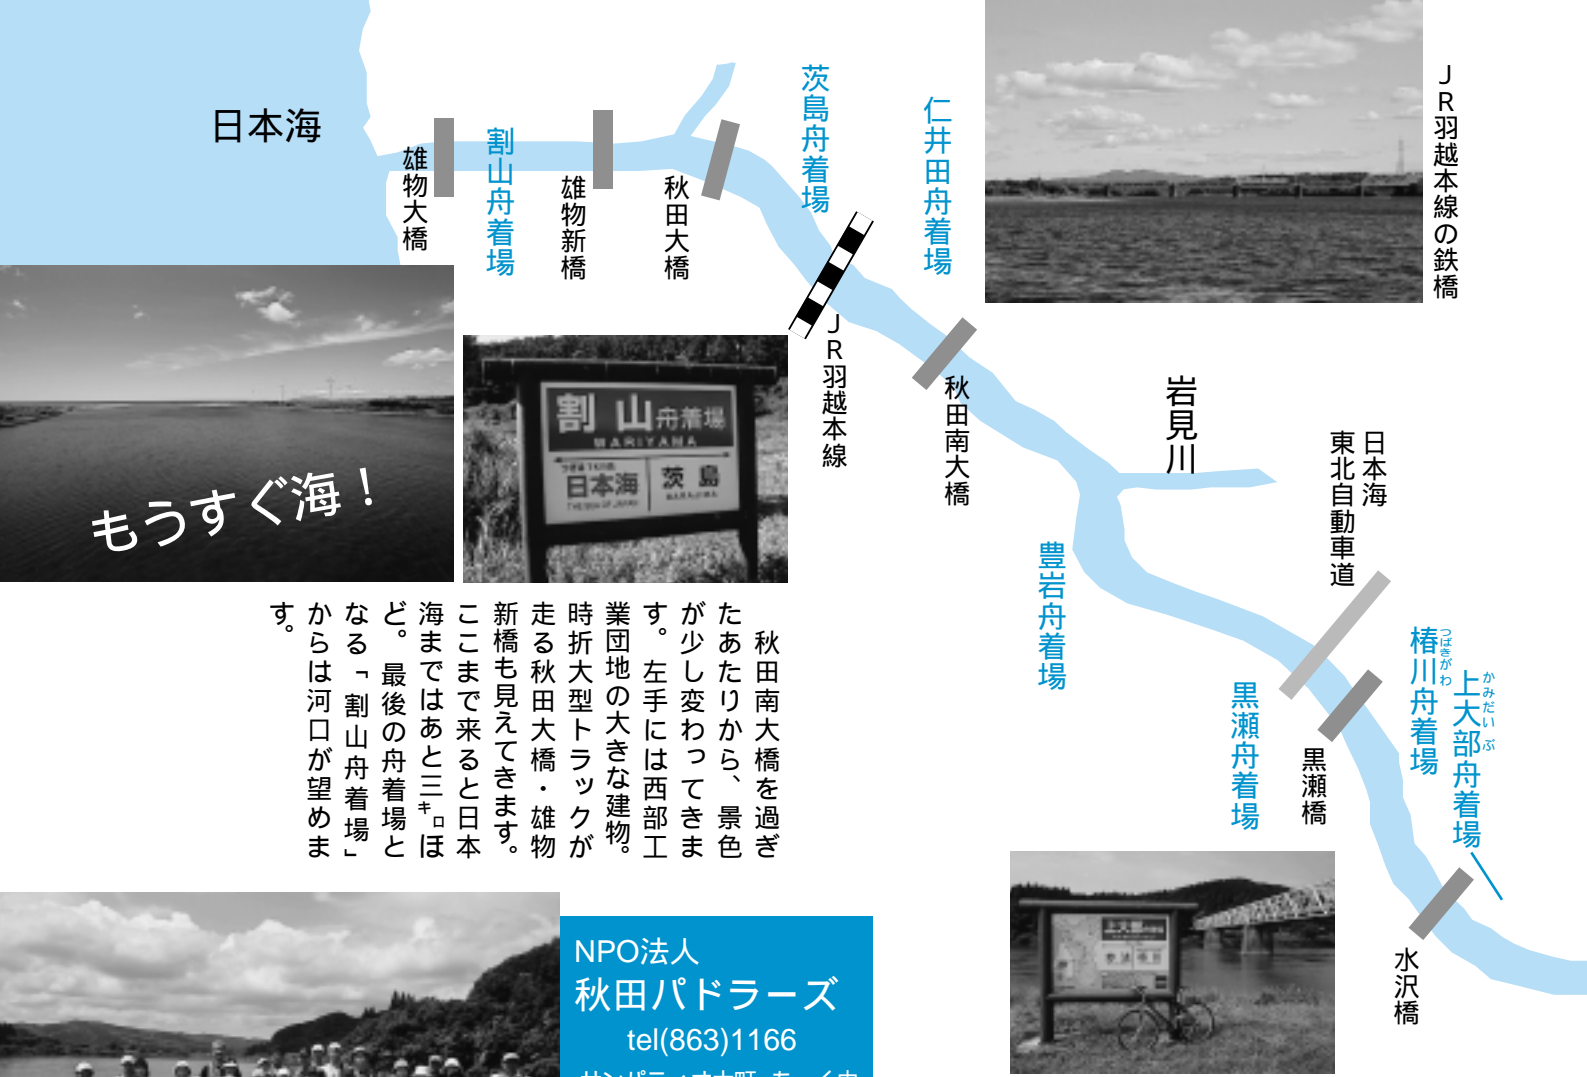 日本海
雄物大橋
割山舟着場
雄物新橋
秋田大橋
茨島舟着場
仁井田舟着場
JR羽越本線の鉄橋
JR羽越本線
秋田南大橋
岩見川
日本海
東北自動車道
豊岩舟着場
黒瀬舟着場
黒瀬橋
椿川舟着場
つばきがわ
上大部舟着場
かみだいぶ
水沢橋
もうすぐ海！
割山舟着場
WARIYAMA
日本海
茨島
秋田南大橋を過ぎ
たあたりから、景色
が少し変わってきま
す。左手には西部工
業団地の大きな建物。
時折大型トラックが
走る秋田大橋・雄物
新橋も見えてきます。
ここまで来ると日本
海まではあと三㌔ほ
ど。最後の舟着場と
なる「割山舟着場」
からは河口が望めま
す。
NPO法人
秋田パドラーズ
tel(863)1166